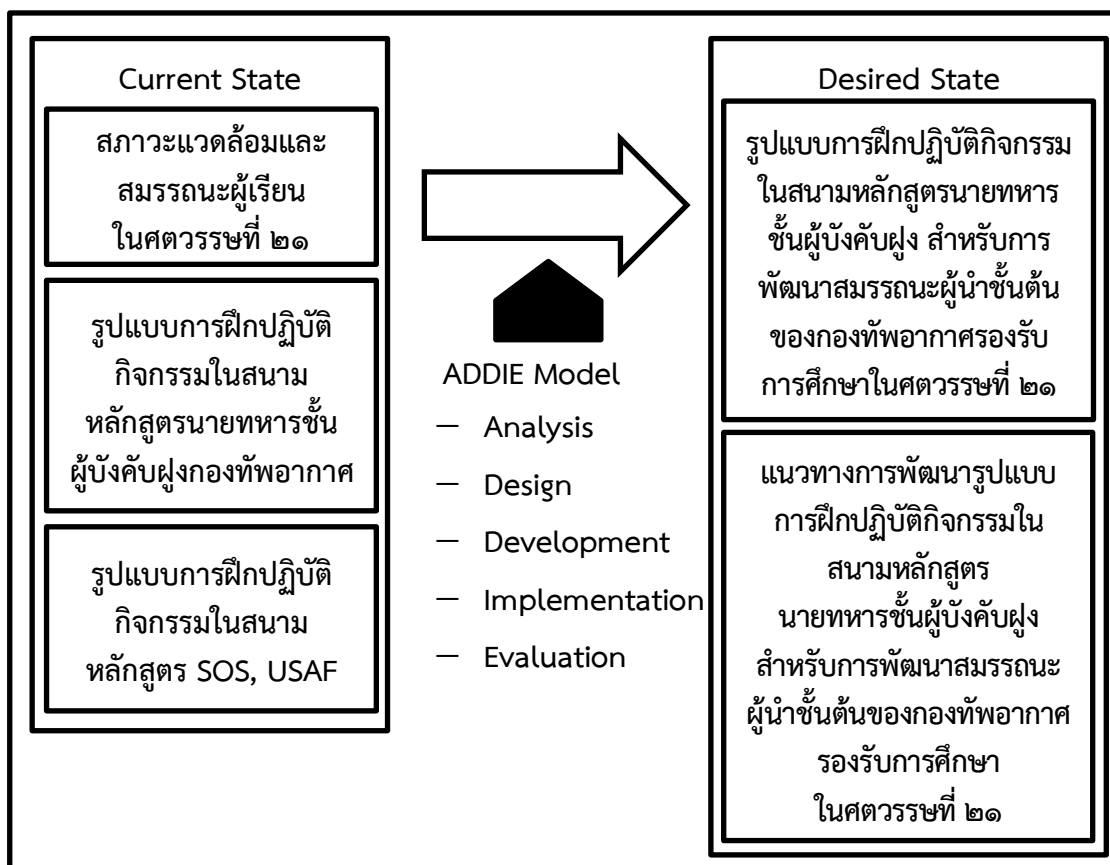 Current State
สภาวะแวดล้อมและ
สมรรถนะผู้เรียน
ในศตวรรษที่ ๒๑
รูปแบบการฝึกปฏิบัติ
กิจกรรมในสนาม
หลักสูตรนายทหารชั้น
ผู้บังคับฝูงกองทัพอากาศ
รูปแบบการฝึกปฏิบัติ
กิจกรรมในสนาม
หลักสูตร SOS, USAF
ADDIE Model
– Analysis
– Design
– Development
– Implementation
– Evaluation
Desired State
รูปแบบการฝึกปฏิบัติกิจกรรม
ในสนามหลักสูตรนายทหาร
ชั้นผู้บังคับฝูง สำหรับการ
พัฒนาสมรรถนะผู้นำชั้นต้น
ของกองทัพอากาศรองรับ
การศึกษาในศตวรรษที่ ๒๑
แนวทางการพัฒนารูปแบบ
การฝึกปฏิบัติกิจกรรมใน
สนามหลักสูตร
นายทหารชั้นผู้บังคับฝูง
สำหรับการพัฒนาสมรรถนะ
ผู้นำชั้นต้นของกองทัพอากาศ
รองรับการศึกษา
ในศตวรรษที่ ๒๑